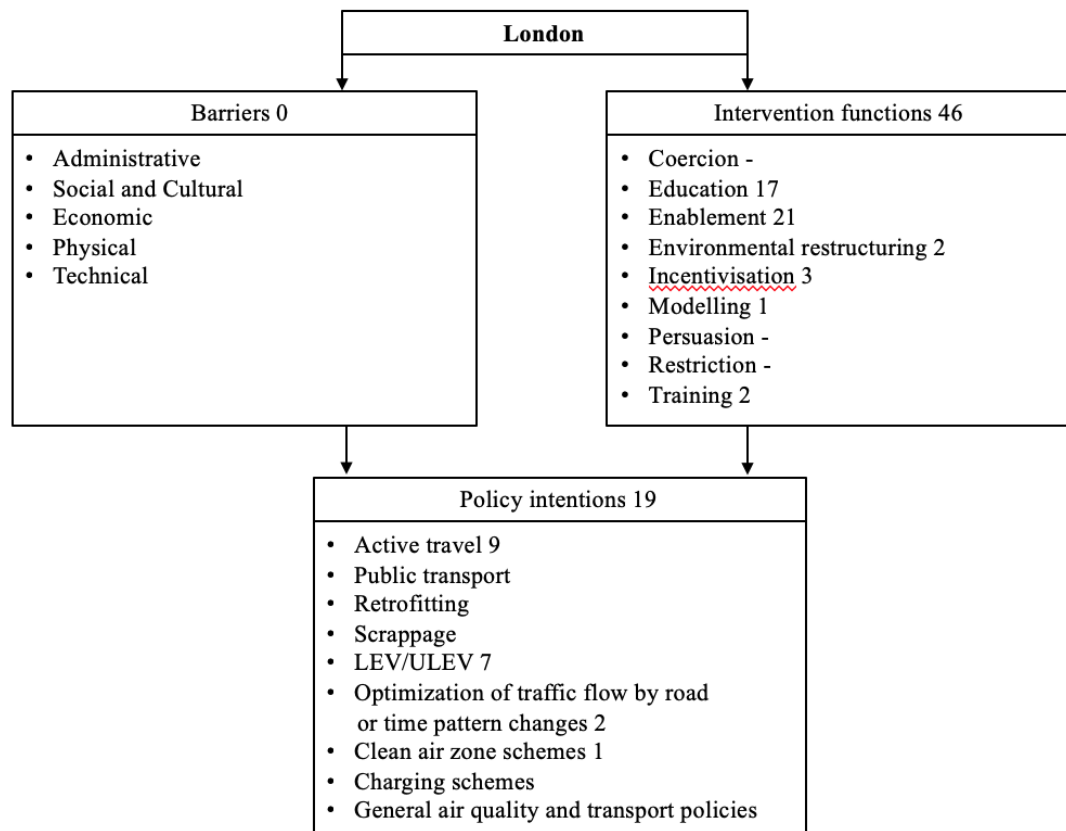 London
Barriers 0
• Administrative
• Social and Cultural
• Economic
• Physical
• Technical
Intervention functions 46
• Coercion -
• Education 17
• Enablement 21
• Environmental restructuring 2
• Incentivisation 3
• Modelling 1
• Persuasion -
• Restriction -
• Training 2
Policy intentions 19
• Active travel 9
• Public transport
• Retrofitting
• Scrappage
• LEV/ULEV 7
• Optimization of traffic flow by road
or time pattern changes 2
• Clean air zone schemes 1
• Charging schemes
• General air quality and transport policies